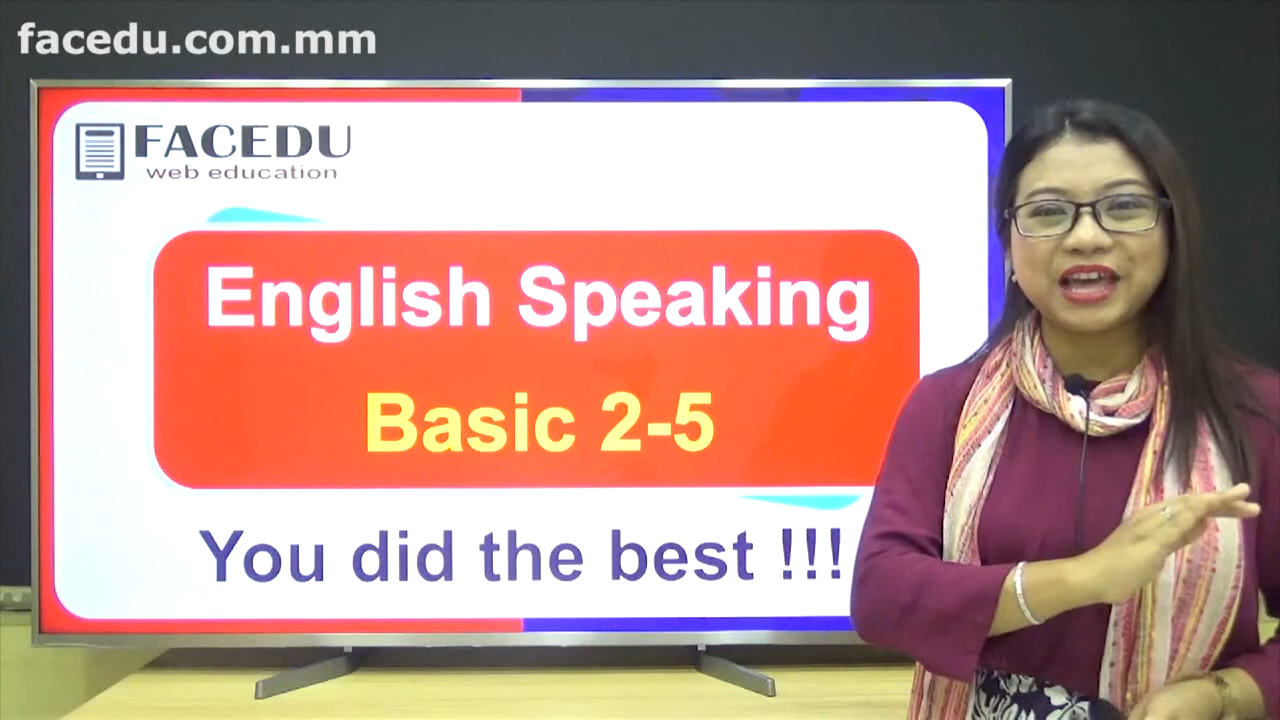 facedu.com.mm
FACEDU
web education
English Speaking
Basic 2-5
You did the best !!!